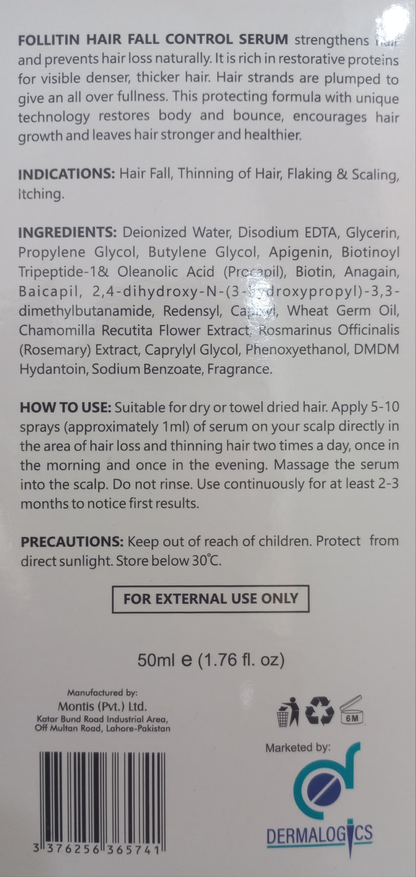 FOLLITIN HAIR FALL CONTROL SERUM strengthens hair
and prevents hair loss naturally. It is rich in restorative proteins
for visible denser, thicker hair. Hair strands are plumped to
give an all over fullness. This protecting formula with unique
technology restores body and bounce, encourages hair
growth and leaves hair stronger and healthier.
INDICATIONS: Hair Fall, Thinning of Hair, Flaking & Scaling,
Itching.
INGREDIENTS: Deionized Water, Disodium EDTA, Glycerin,
Propylene Glycol, Butylene Glycol, Apigenin, Biotinoyl
Tripeptide-1& Oleanolic Acid (Procapil), Biotin, Anagain,
Baicapil, 2,4-dihydroxy-N-(3-hydroxypropyl)-3,3-
dimethylbutanamide, Redensyl, Capixyl, Wheat Germ Oil,
Chamomilla Recutita Flower Extract, Rosmarinus Officinalis
(Rosemary) Extract, Caprylyl Glycol, Phenoxyethanol, DMDM
Hydantoin, Sodium Benzoate, Fragrance.
HOW TO USE: Suitable for dry or towel dried hair. Apply 5-10
sprays (approximately 1ml) of serum on your scalp directly in
the area of hair loss and thinning hair two times a day, once in
the morning and once in the evening. Massage the serum
into the scalp. Do not rinse. Use continuously for at least 2-3
months to notice first results.
PRECAUTIONS: Keep out of reach of children. Protect from
direct sunlight. Store below 30°C.
FOR EXTERNAL USE ONLY
50ml e (1.76 fl. oz)
Manufactured by:
Montis (Pvt.) Ltd.
Katar Bund Road Industrial Area,
Off Multan Road, Lahore-Pakistan
6M
Marketed by:
DERMALOGICS
3 376256 365741